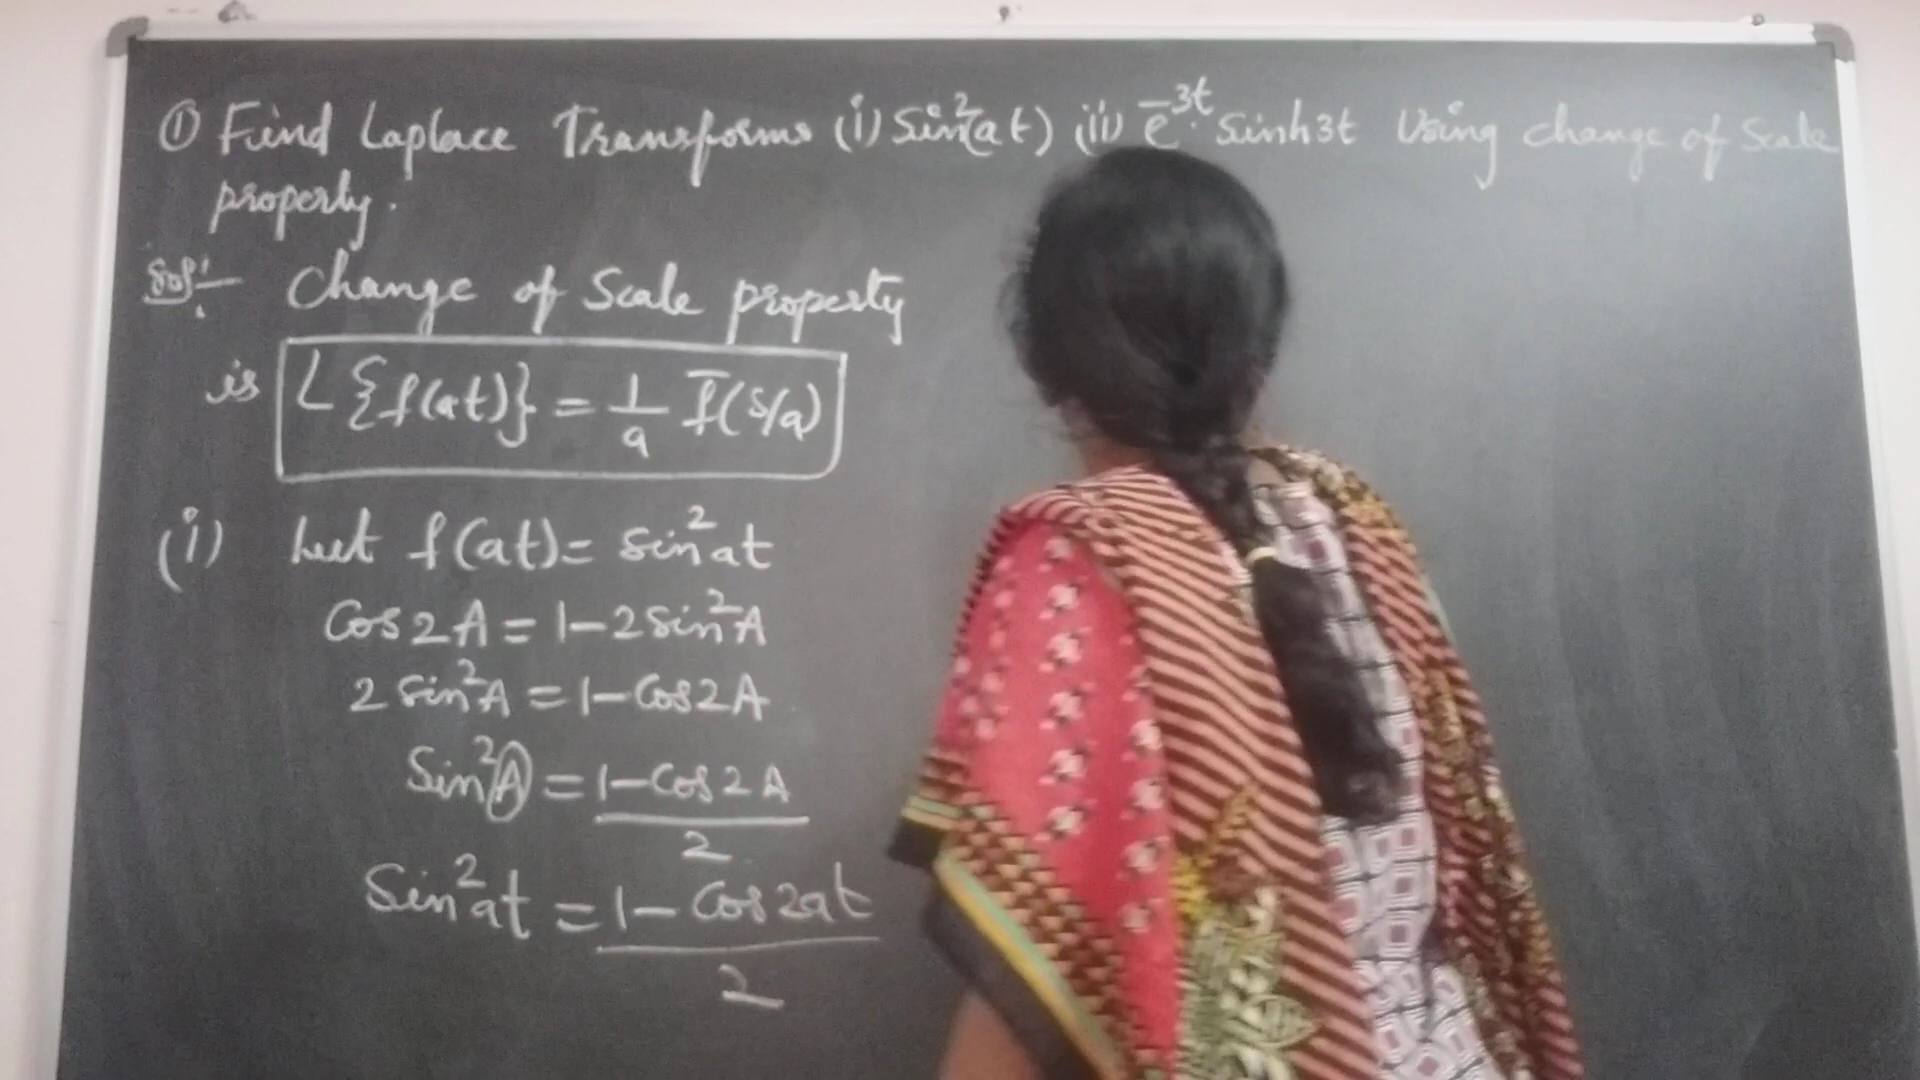 ① Find Laplace Transforms (i) Sin²(at) (ii) e⁻³ᵗ. Sinh3t Using change of Scale
property.
Sol:- Change of Scale property
is L{f(at)} = 1/a f̄(s/a)
(i) Let f(at) = Sin²at
Cos2A = 1-2Sin²A
2 Sin²A = 1-Cos2A
Sin²A = 1-Cos2A / 2
Sin²at = 1-Cos2at / 2